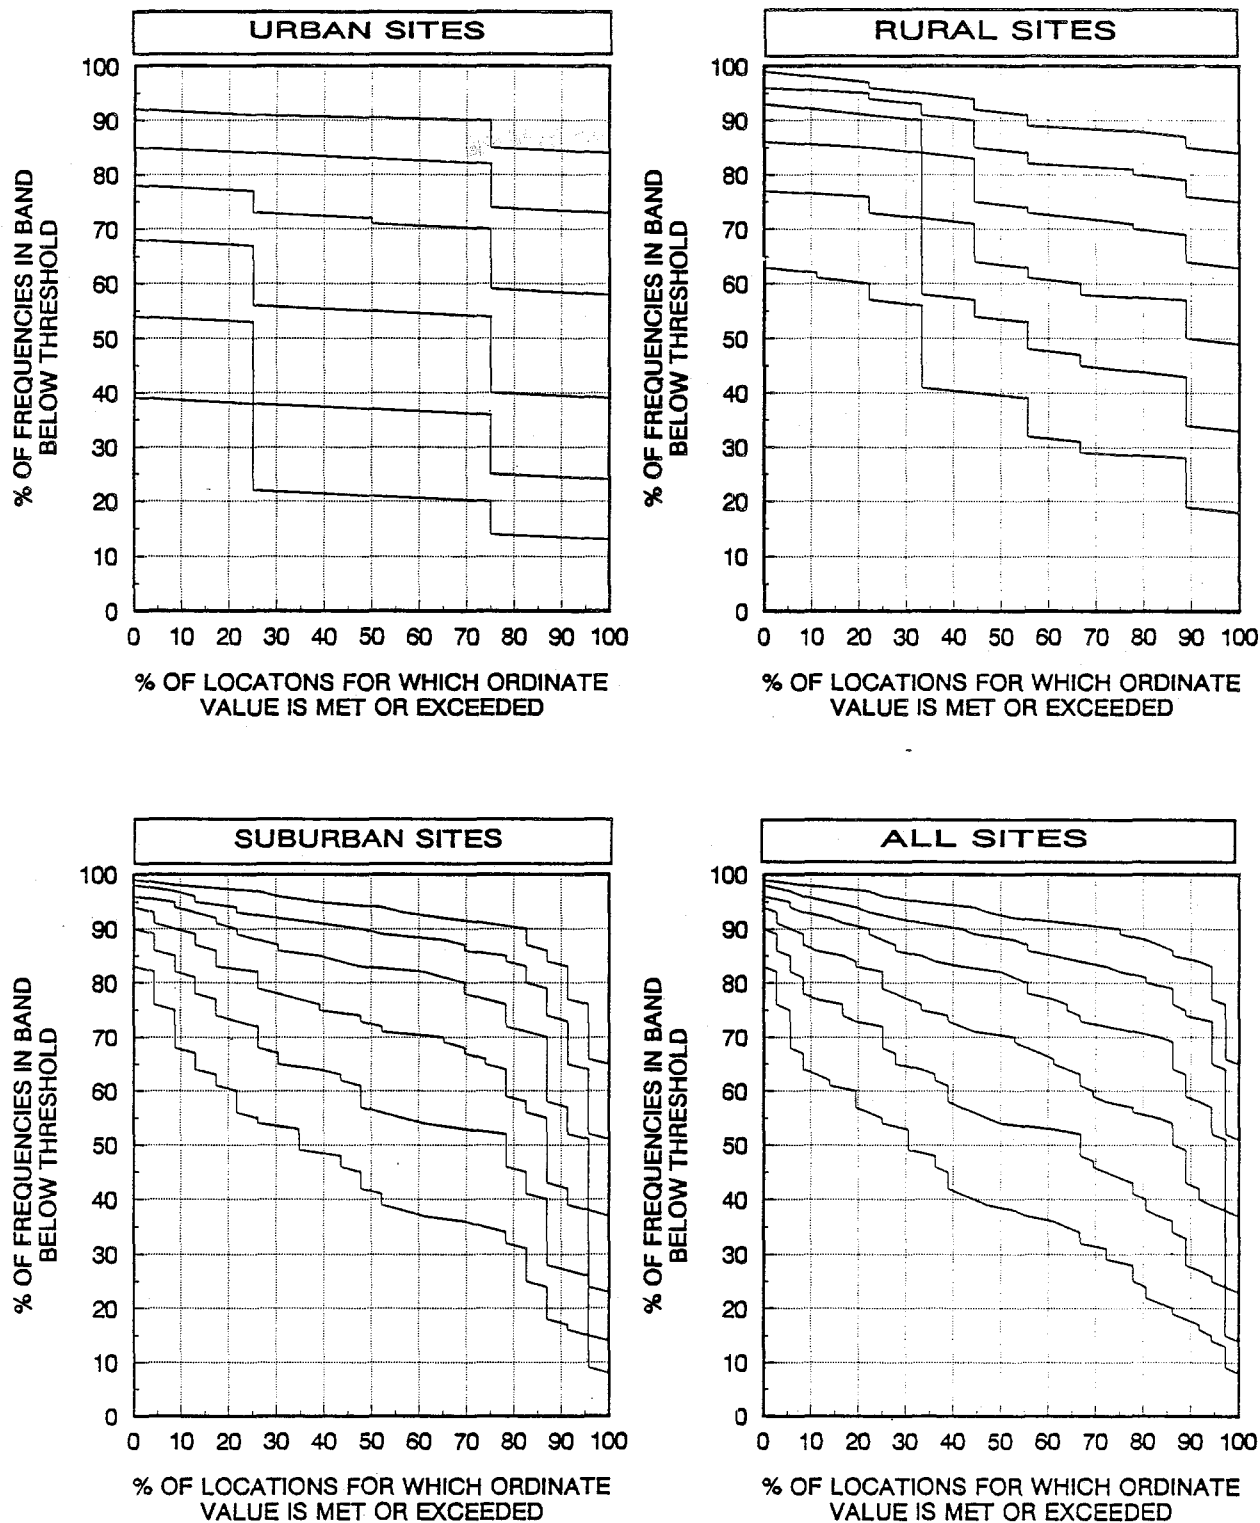 URBAN SITES
% OF FREQUENCIES IN BAND
BELOW THRESHOLD
100
90
80
70
60
50
40
30
20
10
0
0 10 20 30 40 50 60 70 80 90 100
% OF LOCATONS FOR WHICH ORDINATE
VALUE IS MET OR EXCEEDED
RURAL SITES
% OF FREQUENCIES IN BAND
BELOW THRESHOLD
100
90
80
70
60
50
40
30
20
10
0
0 10 20 30 40 50 60 70 80 90 100
% OF LOCATIONS FOR WHICH ORDINATE
VALUE IS MET OR EXCEEDED
SUBURBAN SITES
% OF FREQUENCIES IN BAND
BELOW THRESHOLD
100
90
80
70
60
50
40
30
20
10
0
0 10 20 30 40 50 60 70 80 90 100
% OF LOCATIONS FOR WHICH ORDINATE
VALUE IS MET OR EXCEEDED
ALL SITES
% OF FREQUENCIES IN BAND
BELOW THRESHOLD
100
90
80
70
60
50
40
30
20
10
0
0 10 20 30 40 50 60 70 80 90 100
% OF LOCATIONS FOR WHICH ORDINATE
VALUE IS MET OR EXCEEDED